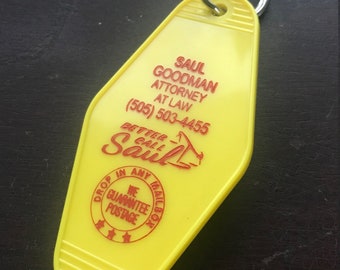 SAUL
GOODMAN
ATTORNEY
AT LAW
(505) 503-4455
BETTER
CALL
Saul
DROP IN ANY MAILBOX
WE
GUARANTEE
POSTAGE